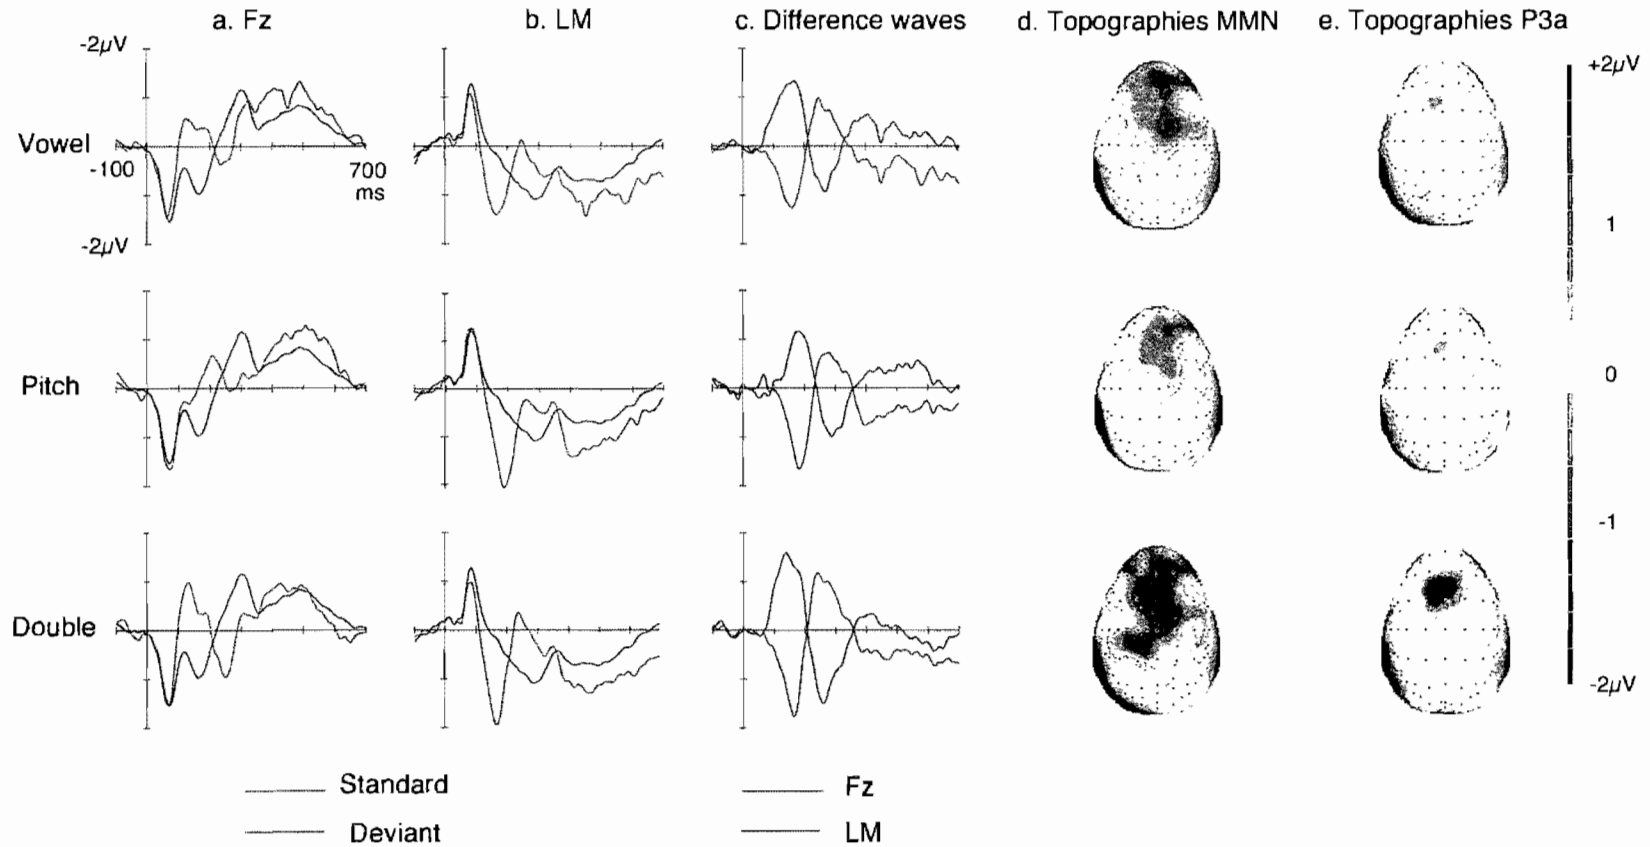 a. Fz b. LM c. Difference waves d. Topographies MMN e. Topographies P3a
-2µV
+2µV
Vowel
-100
700
ms
-2µV
1
Pitch
0
-1
Double
-2µV
Standard
Fz
Deviant
LM